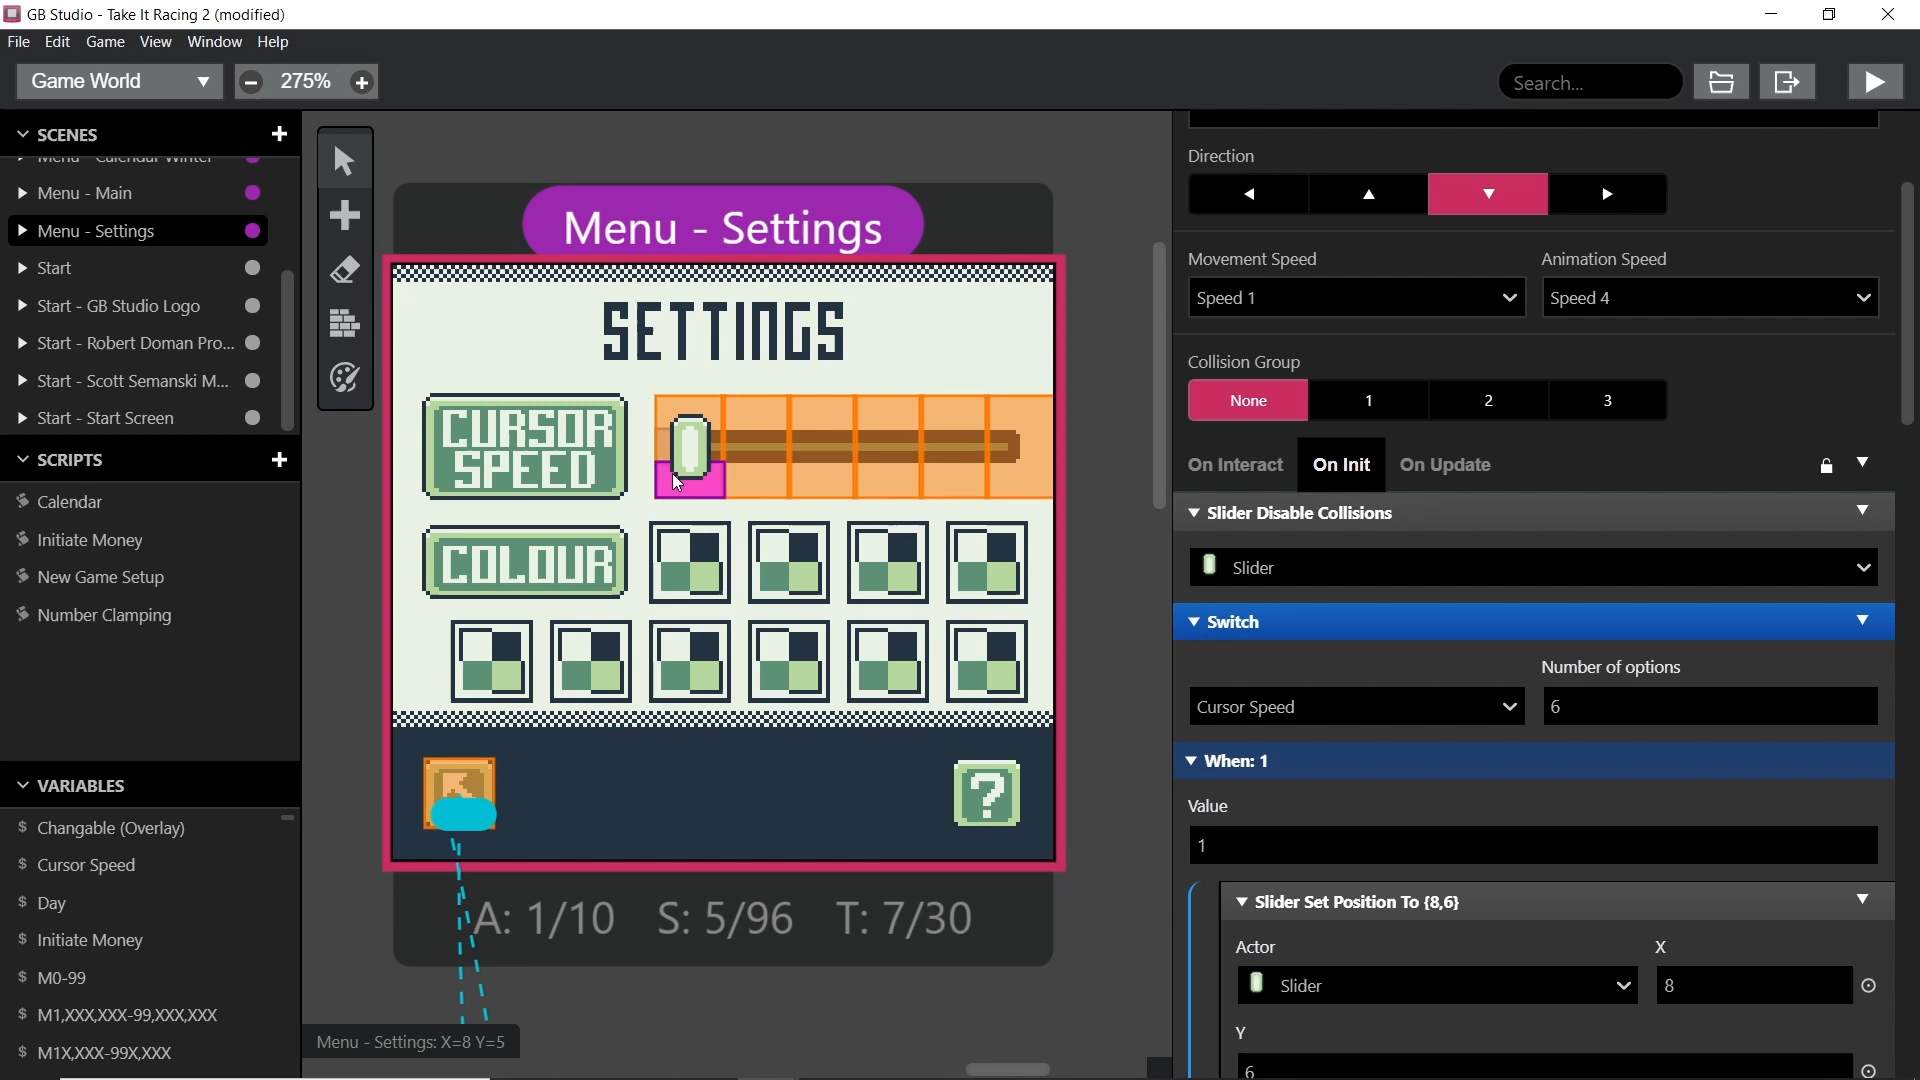 GB Studio - Take It Racing 2 (modified)
File Edit Game View Window Help
Game World
275%
Search...
SCENES
Menu - Calendar Winter
Menu - Main
Menu - Settings
Start
Start - GB Studio Logo
Start - Robert Doman Pro...
Start - Scott Semanski M...
Start - Start Screen
SCRIPTS
Calendar
Initiate Money
New Game Setup
Number Clamping
VARIABLES
$ Changable (Overlay)
$ Cursor Speed
$ Day
$ Initiate Money
$ M0-99
$ M1,XXX,XXX-99,XXX,XXX
$ M1X,XXX-99X,XXX
Menu - Settings
SETTINGS
CURSOR
SPEED
COLOUR
?
A: 1/10 S: 5/96 T: 7/30
Menu - Settings: X=8 Y=5
Direction
Movement Speed
Animation Speed
Speed 1
Speed 4
Collision Group
None 1 2 3
On Interact On Init On Update
Slider Disable Collisions
Slider
Switch
Number of options
Cursor Speed
6
When: 1
Value
1
Slider Set Position To {8,6}
Actor
X
Slider
8
Y
6